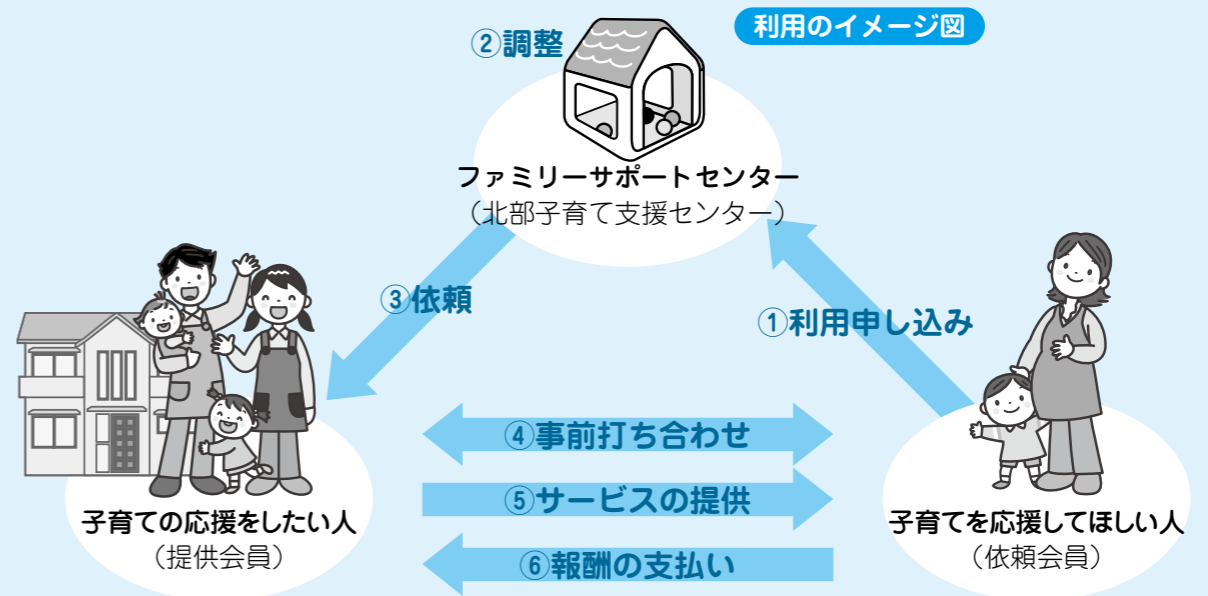 利用のイメージ図
②調整
ファミリーサポートセンター
（北部子育て支援センター）
③依頼
①利用申し込み
④事前打ち合わせ
⑤サービスの提供
⑥報酬の支払い
子育ての応援をしたい人
（提供会員）
子育てを応援してほしい人
（依頼会員）